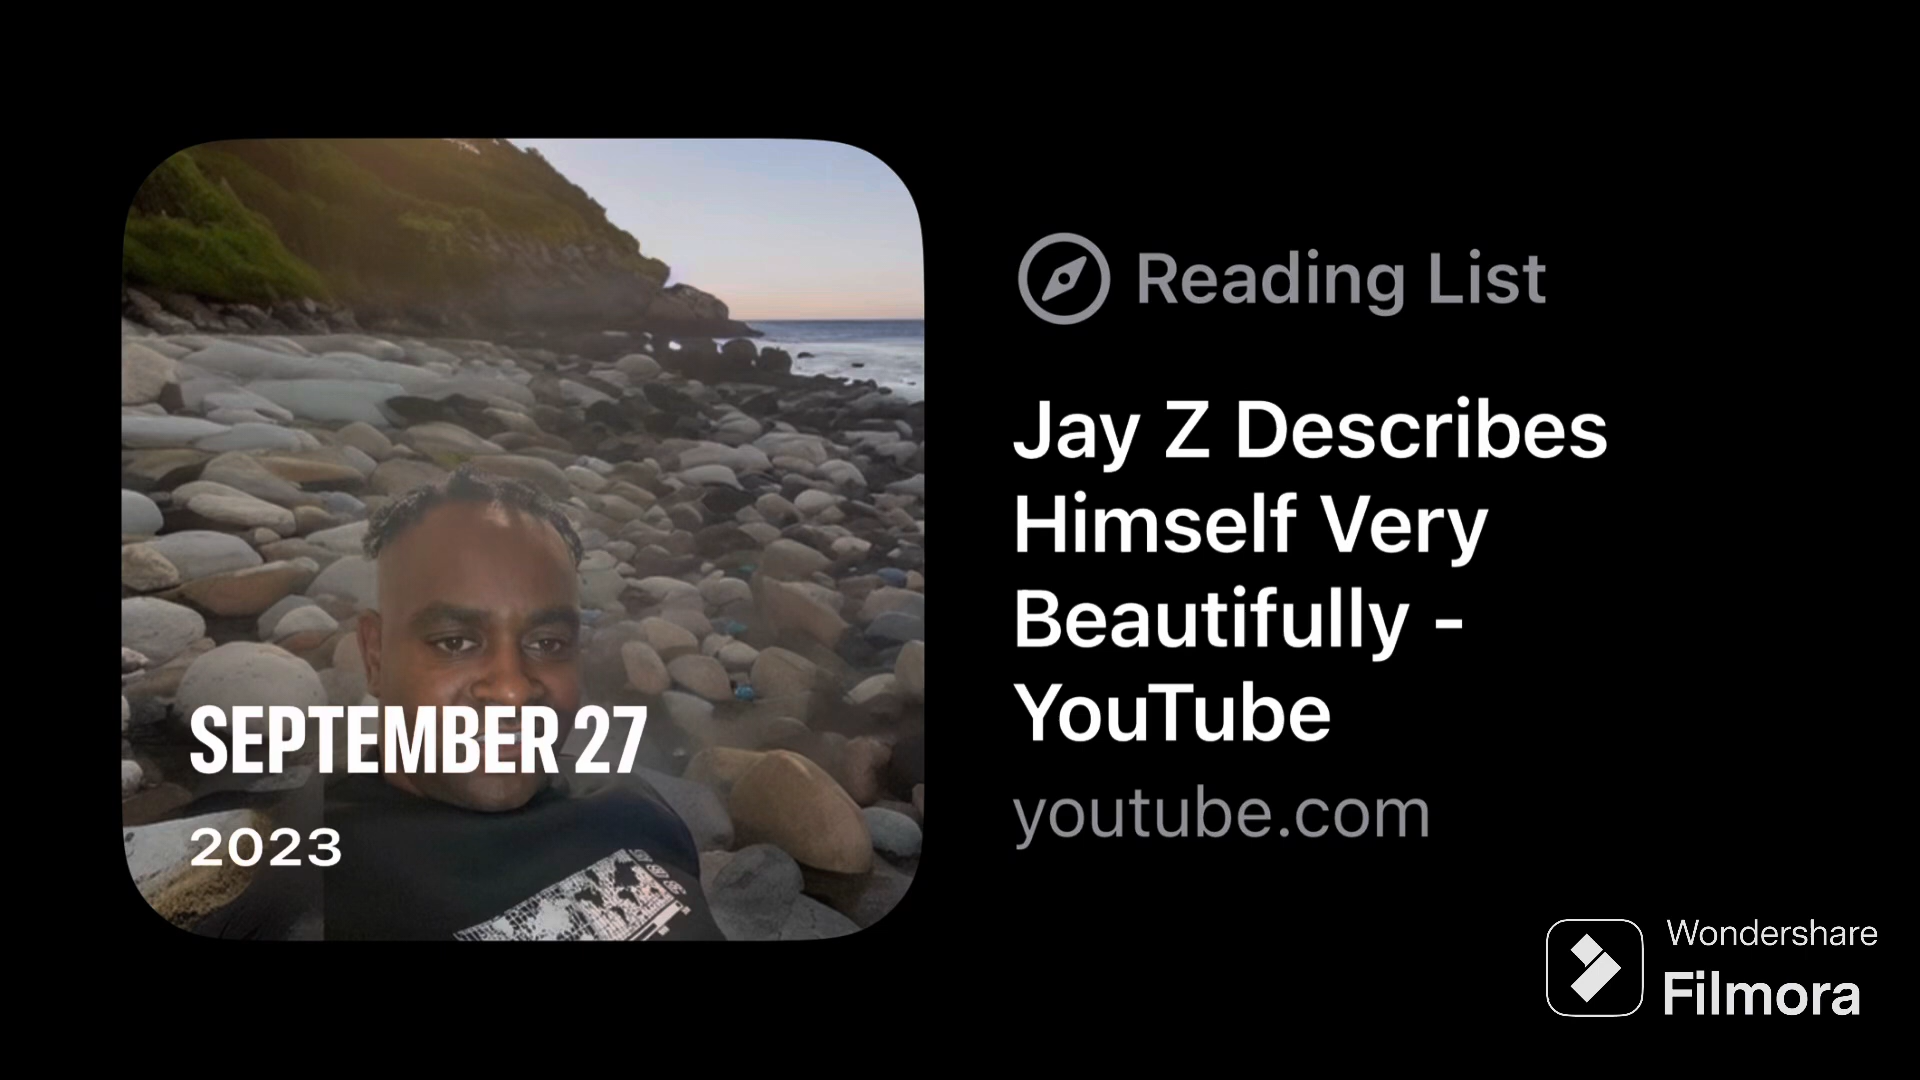 SEPTEMBER 27
2023
Reading List
Jay Z Describes
Himself Very
Beautifully -
YouTube
youtube.com
Wondershare
Filmora